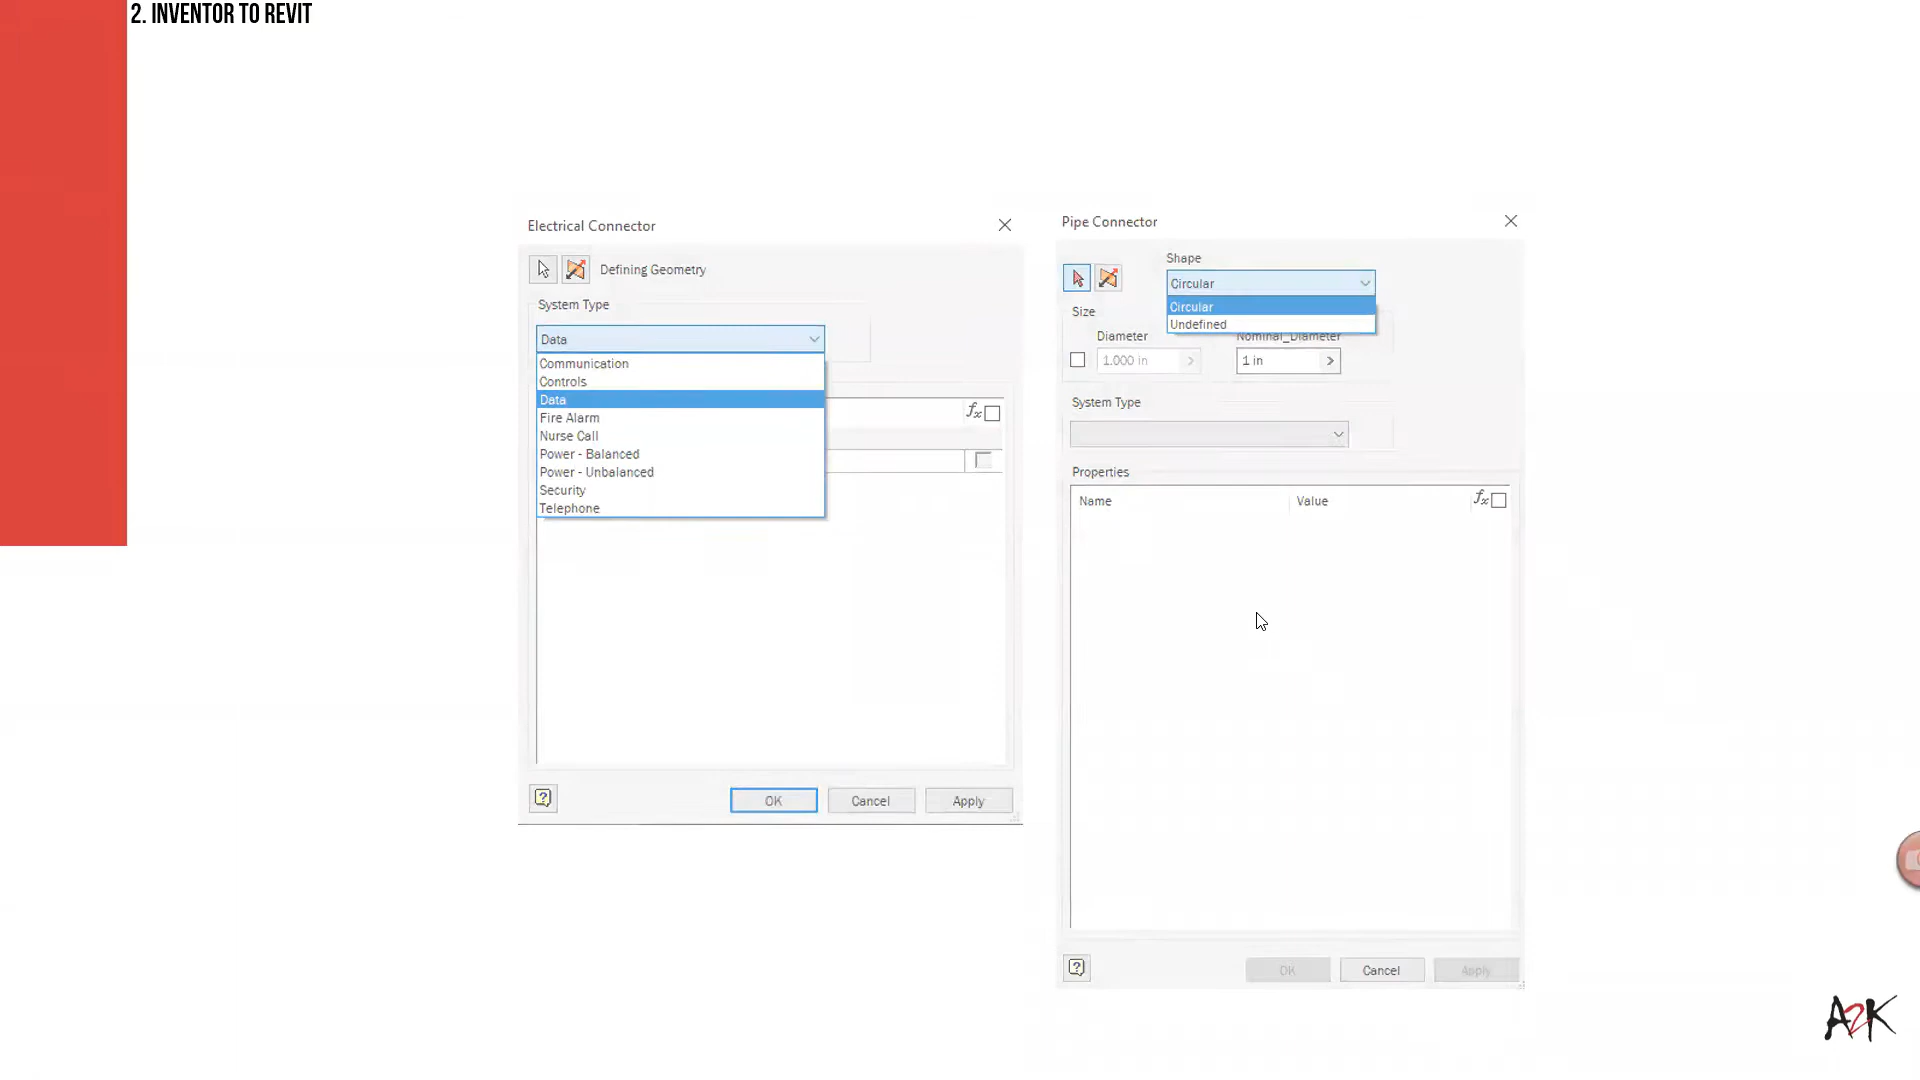 2. INVENTOR TO REVIT
Electrical Connector
Defining Geometry
System Type
Data
Communication
Controls
Data
Fire Alarm
Nurse Call
Power - Balanced
Power - Unbalanced
Security
Telephone
fx
OK
Cancel
Apply
Pipe Connector
Shape
Circular
Circular
Undefined
Size
Diameter
Nominal_Diameter
1.000 in
1 in
System Type
Properties
Name
Value
fx
OK
Cancel
Apply
A2K